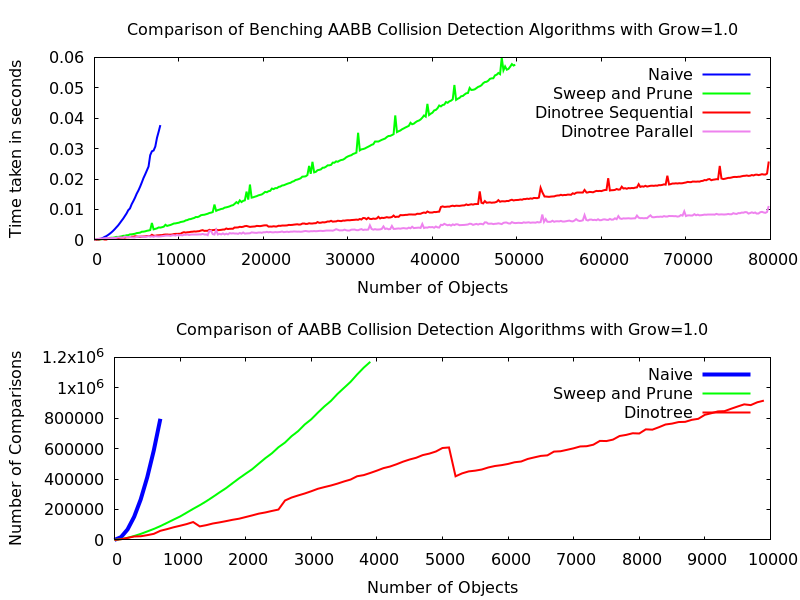 Comparison of Benching AABB Collision Detection Algorithms with Grow=1.0
Time taken in seconds
0.06
0.05
0.04
0.03
0.02
0.01
0
Naive
Sweep and Prune
Dinotree Sequential
Dinotree Parallel
0 10000 20000 30000 40000 50000 60000 70000 80000
Number of Objects
Comparison of AABB Collision Detection Algorithms with Grow=1.0
Number of Comparisons
1.2x10⁶
1x10⁶
800000
600000
400000
200000
0
Naive
Sweep and Prune
Dinotree
0 1000 2000 3000 4000 5000 6000 7000 8000 9000 10000
Number of Objects